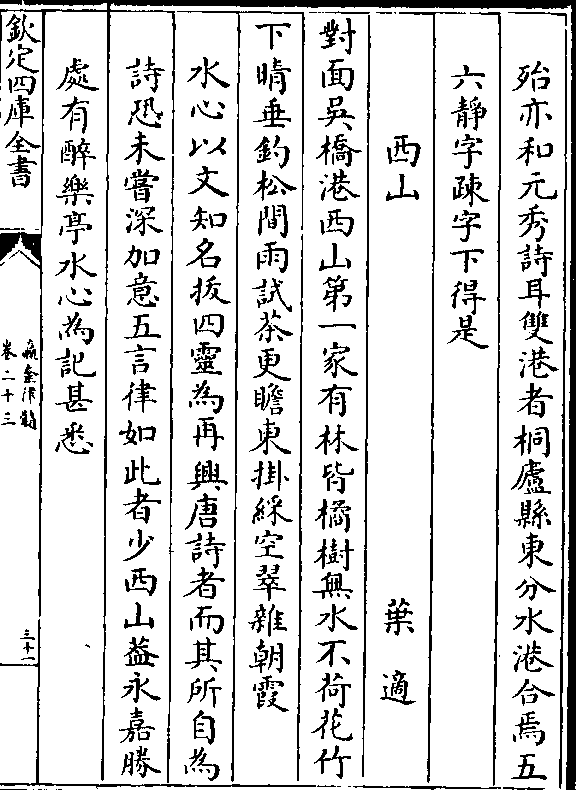 殆亦和元秀詩耳雙港者桐廬縣東分水港合焉五
六靜字疎字下得是
西山　葉適
對面吳橋港西山第一家有林皆橘樹無水不荷花竹
下晴垂釣松間雨試茶更瞻東掛綵空翠雜朝霞
水心以文知名拔四靈為再興唐詩者而其所自為
詩恐未嘗深加意五言律如此者少西山葢永嘉勝
處有醉樂亭水心為記甚悉
欽定四庫全書
瀛奎律髓
卷二十三
三十一